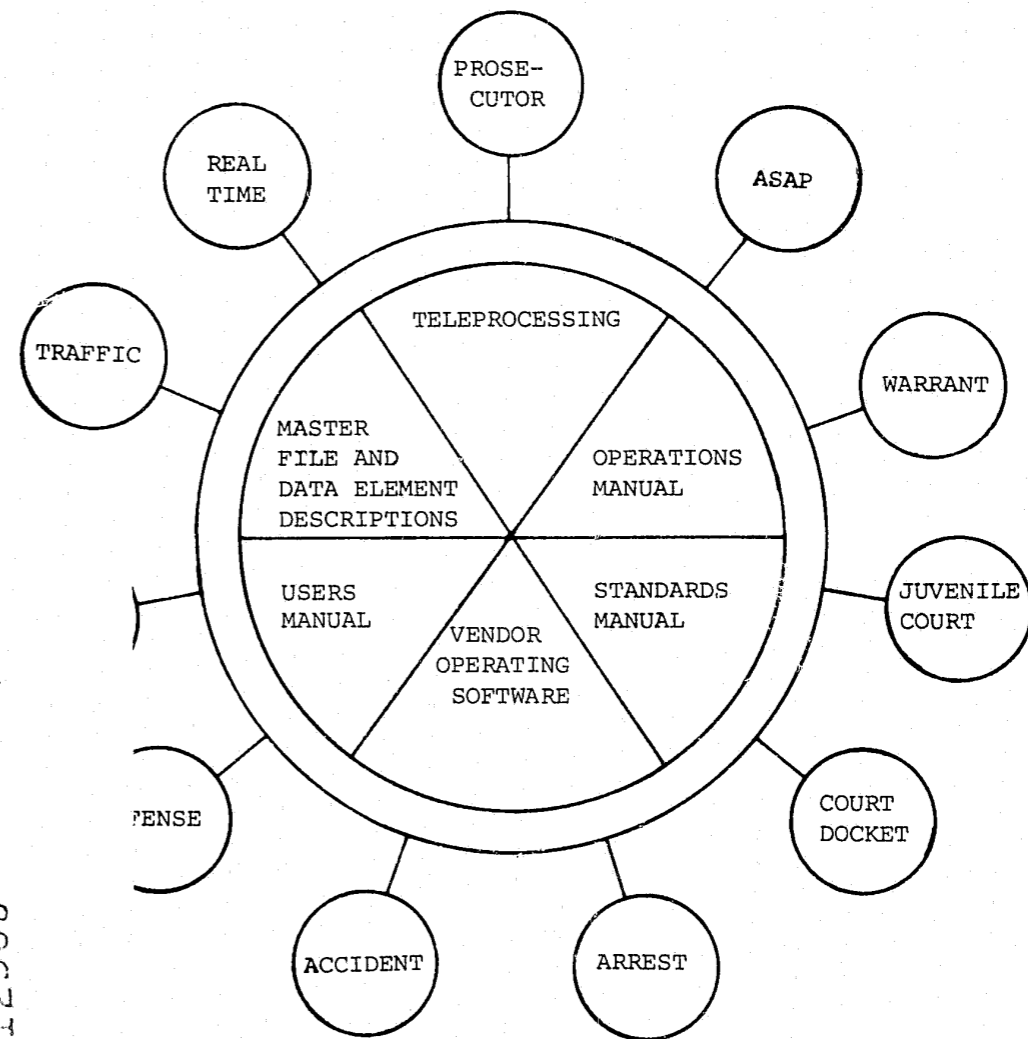 PROSE-
CUTOR
REAL
TIME
ASAP
TRAFFIC
WARRANT
TELEPROCESSING
MASTER
FILE AND
DATA ELEMENT
DESCRIPTIONS
OPERATIONS
MANUAL
USERS
MANUAL
STANDARDS
MANUAL
VENDOR
OPERATING
SOFTWARE
JUVENILE
COURT
FENSE
COURT
DOCKET
ACCIDENT
ARREST